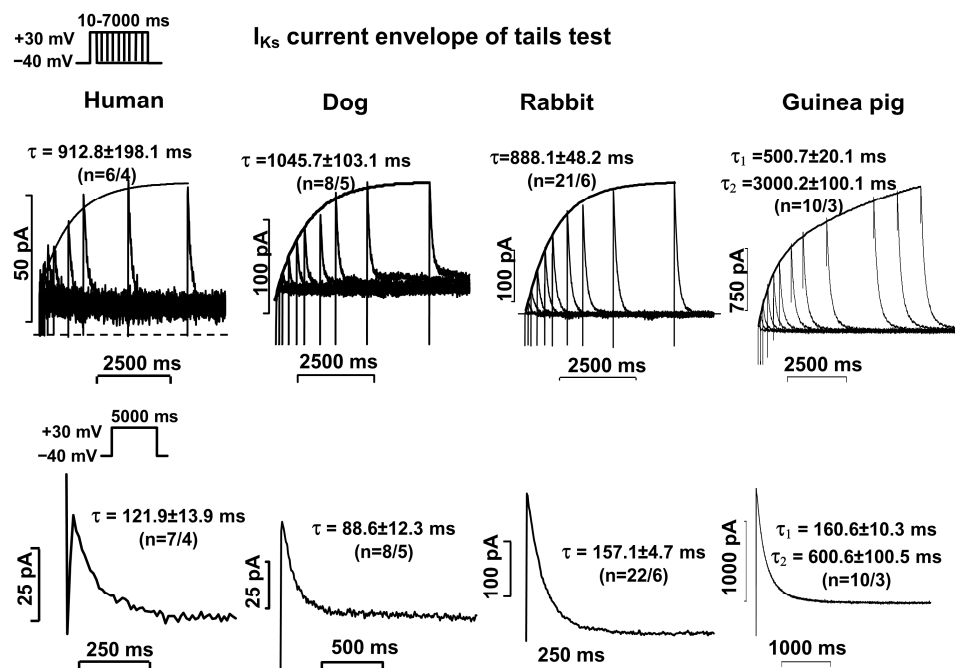 10-7000 ms
+30 mV
−40 mV
IKs current envelope of tails test
Human
Dog
Rabbit
Guinea pig
τ = 912.8±198.1 ms
(n=6/4)
50 pA
2500 ms
τ = 1045.7±103.1 ms
(n=8/5)
100 pA
2500 ms
τ=888.1±48.2 ms
(n=21/6)
100 pA
2500 ms
τ1 =500.7±20.1 ms
τ2 =3000.2±100.1 ms
(n=10/3)
750 pA
2500 ms
5000 ms
+30 mV
−40 mV
τ = 121.9±13.9 ms
(n=7/4)
25 pA
250 ms
τ = 88.6±12.3 ms
(n=8/5)
25 pA
500 ms
τ = 157.1±4.7 ms
(n=22/6)
100 pA
250 ms
τ1 = 160.6±10.3 ms
τ2 = 600.6±100.5 ms
(n=10/3)
1000 pA
1000 ms